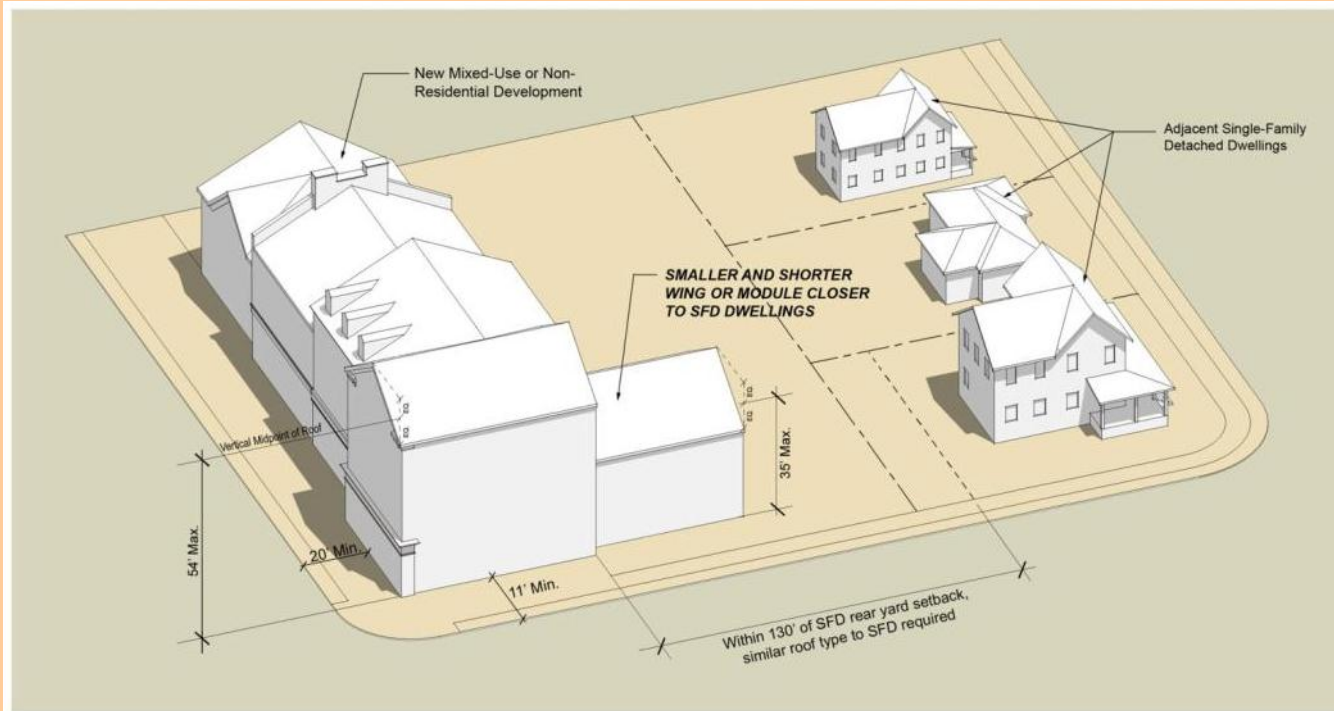 New Mixed-Use or Non-
Residential Development
Adjacent Single-Family
Detached Dwellings
SMALLER AND SHORTER
WING OR MODULE CLOSER
TO SFD DWELLINGS
EQ.
EQ.
EQ.
EQ.
Vertical Midpoint of Roof
35' Max.
54' Max.
20' Min.
11' Min.
Within 130' of SFD rear yard setback,
similar roof type to SFD required